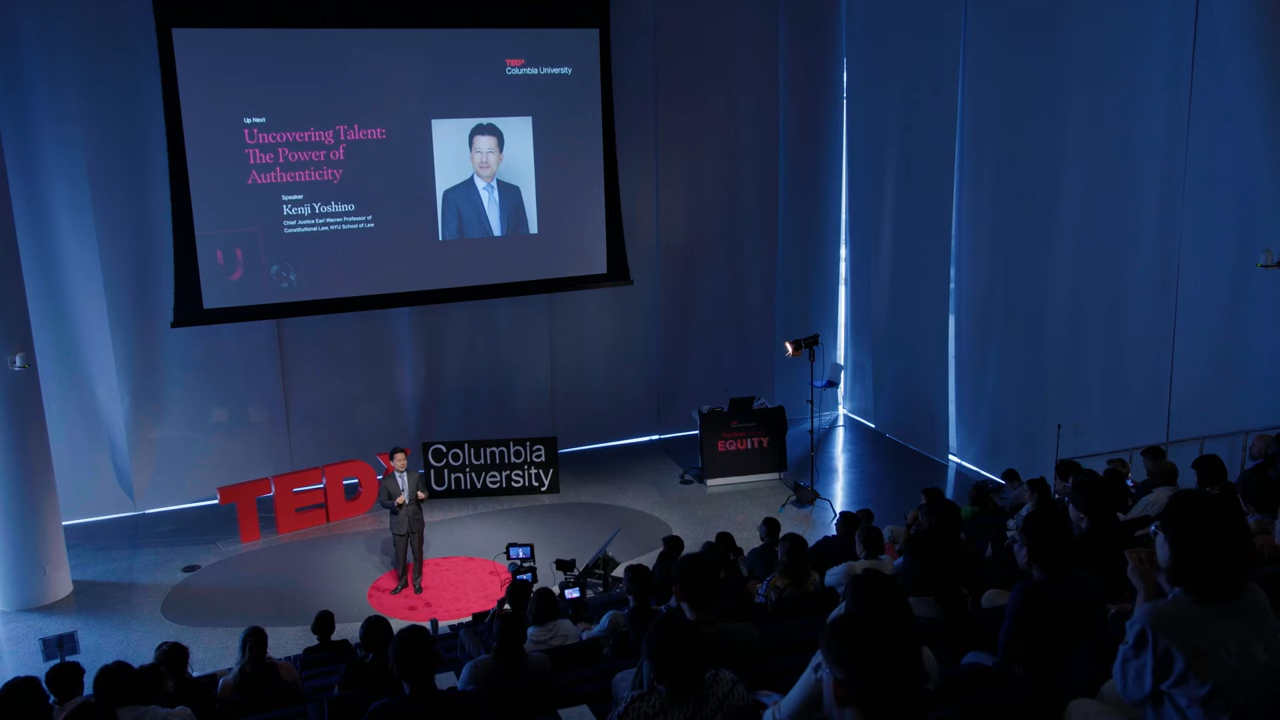 TEDx
Columbia University
Up Next
Uncovering Talent:
The Power of
Authenticity
Speaker
Kenji Yoshino
Chief Justice Earl Warren Professor of
Constitutional Law, NYU School of Law
U
TEDx
Columbia
University
EQUITY